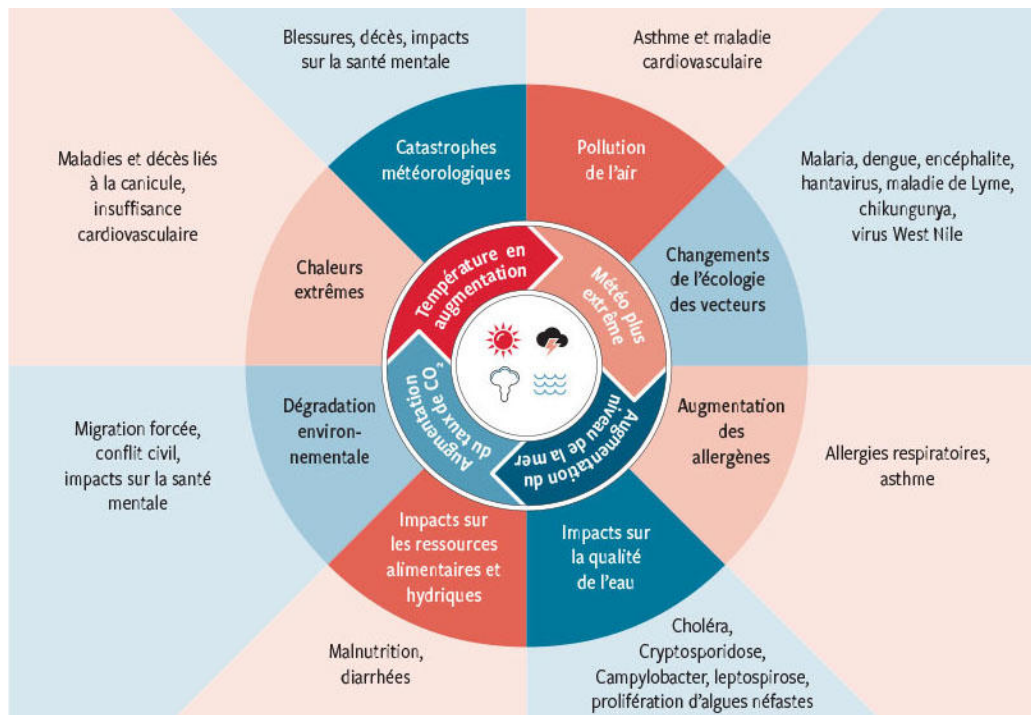 Blessures, décès, impacts
sur la santé mentale
Asthme et maladie
cardiovasculaire
Catastrophes
météorologiques
Pollution
de l'air
Maladies et décès liés
à la canicule,
insuffisance
cardiovasculaire
Malaria, dengue, encéphalite,
hantavirus, maladie de Lyme,
chikungunya,
virus West Nile
Chaleurs
extrêmes
Changements
de l'écologie
des vecteurs
Température en
augmentation
Météo plus
extrême
Augmentation
du taux de CO₂
Augmentation du
niveau de la mer
Dégradation
environ-
nementale
Augmentation
des
allergènes
Migration forcée,
conflit civil,
impacts sur la santé
mentale
Allergies respiratoires,
asthme
Impacts sur
les ressources
alimentaires et
hydriques
Impacts sur
la qualité
de l'eau
Malnutrition,
diarrhées
Choléra,
Cryptosporidose,
Campylobacter, leptospirose,
prolifération d'algues néfastes